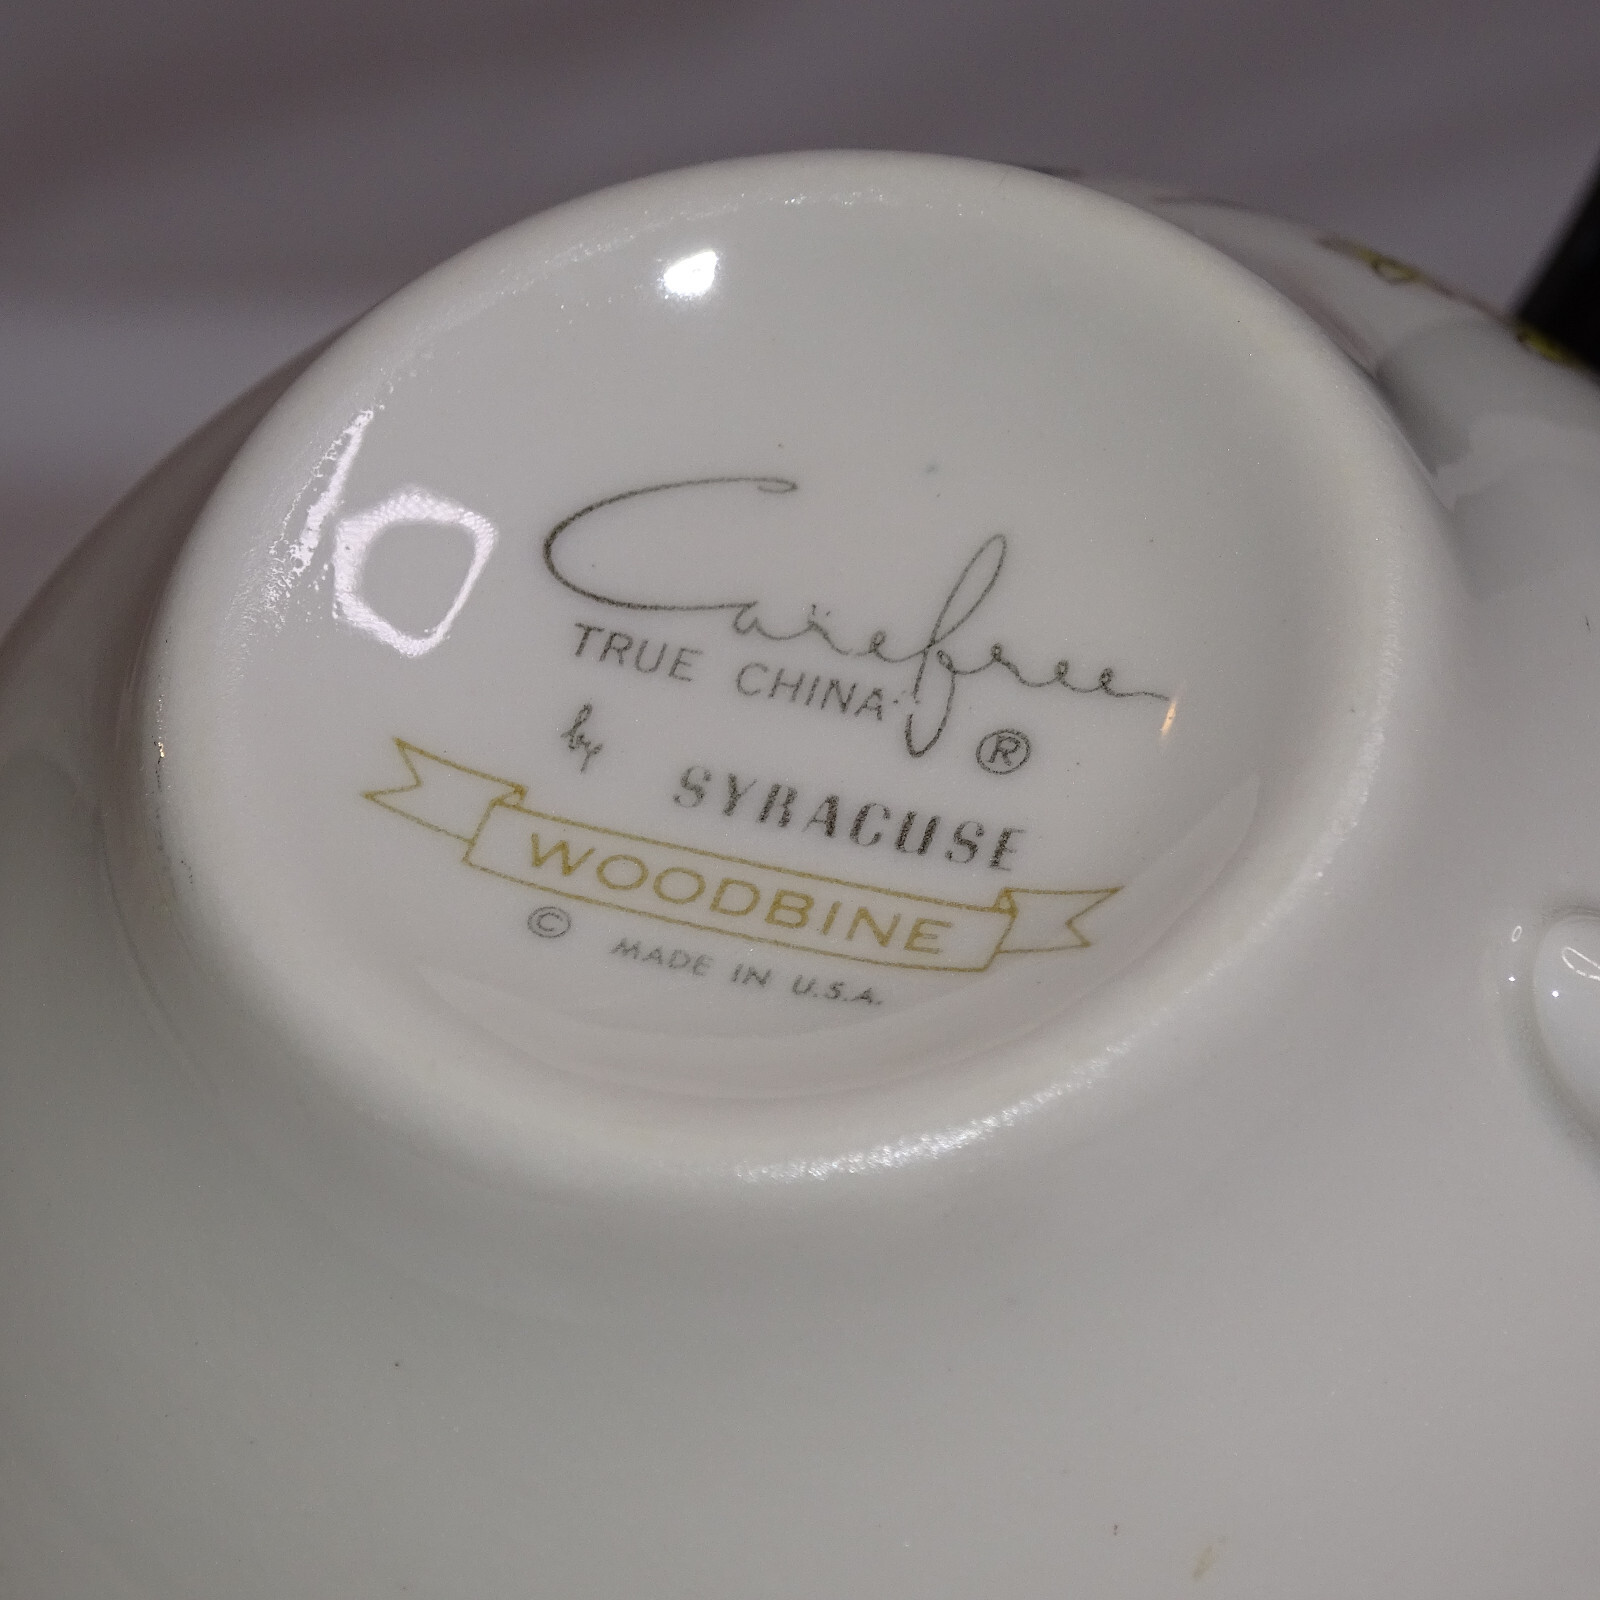 Carefree
TRUE CHINA
®
by SYRACUSE
WOODBINE
© MADE IN U.S.A.